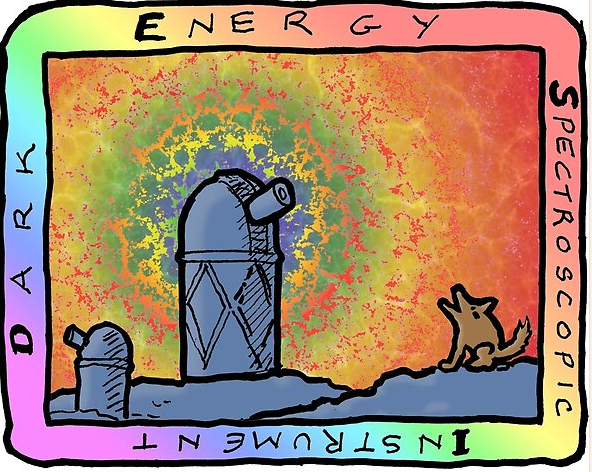 DARK
ENERGY
SPECTROSCOPIC
INSTRUMENT